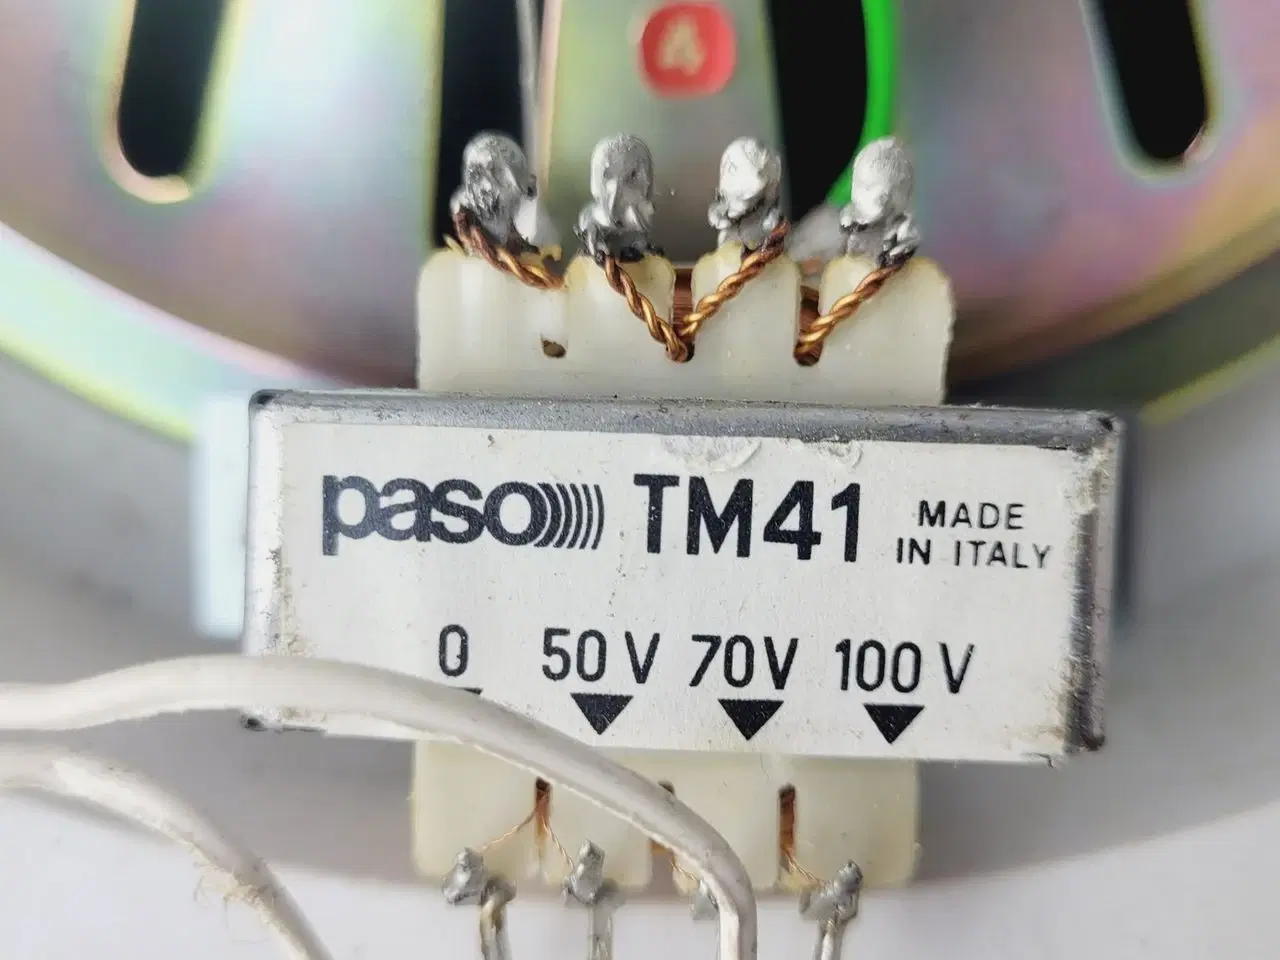 4
paso TM41 MADE
IN ITALY
0 50 V 70 V 100 V